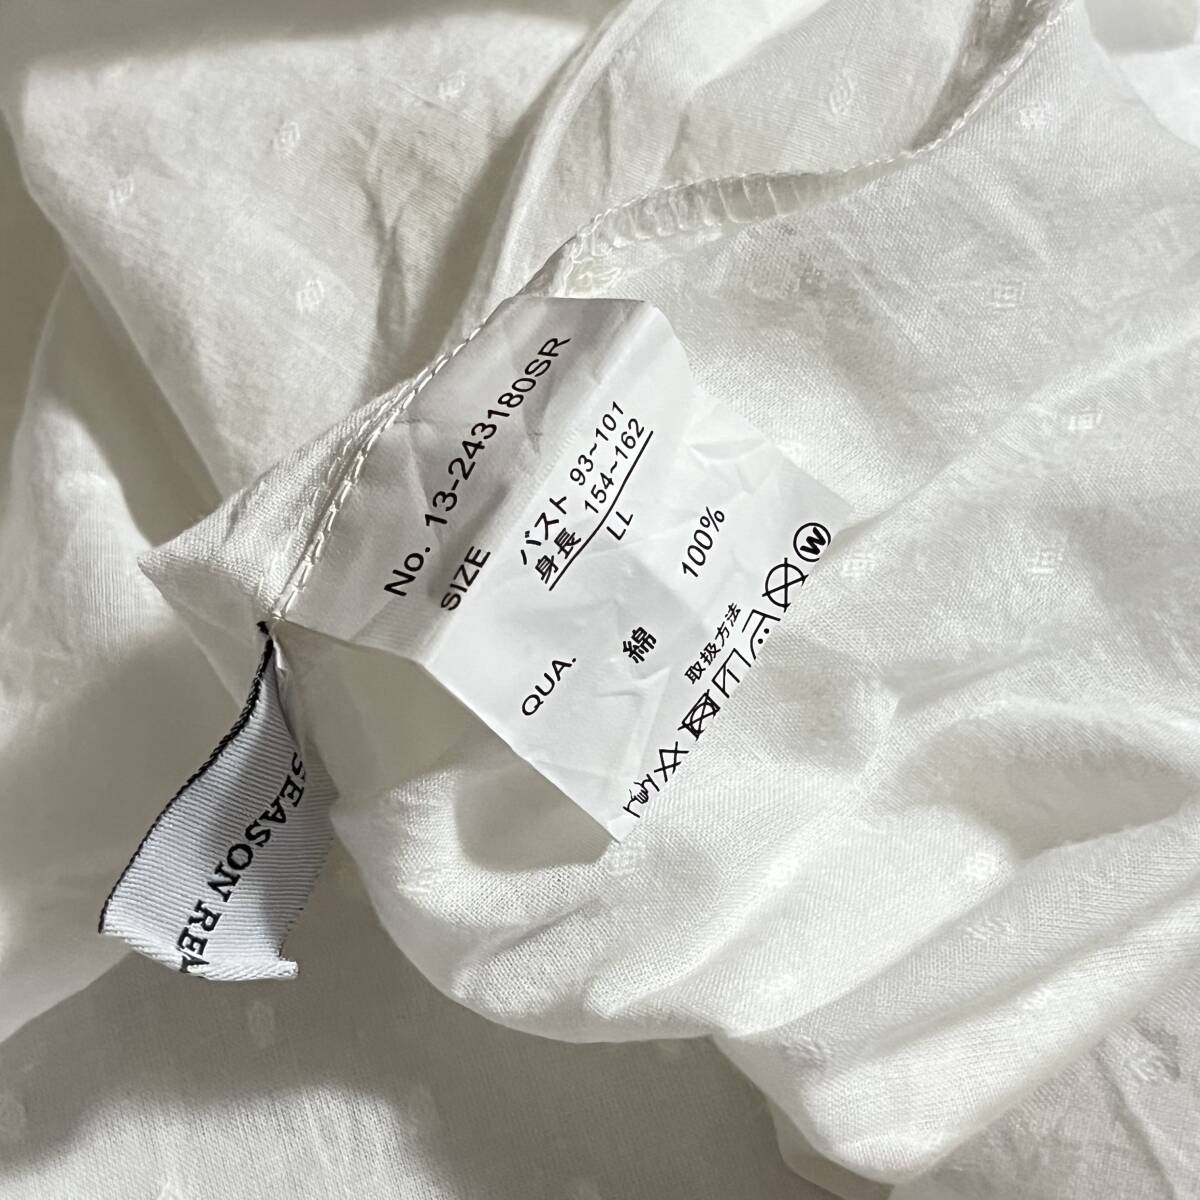 No. 13-243180SR
SIZE
バスト 93~101
身長 154~162
LL
QUA.
綿 100%
取扱方法
W
SEASON